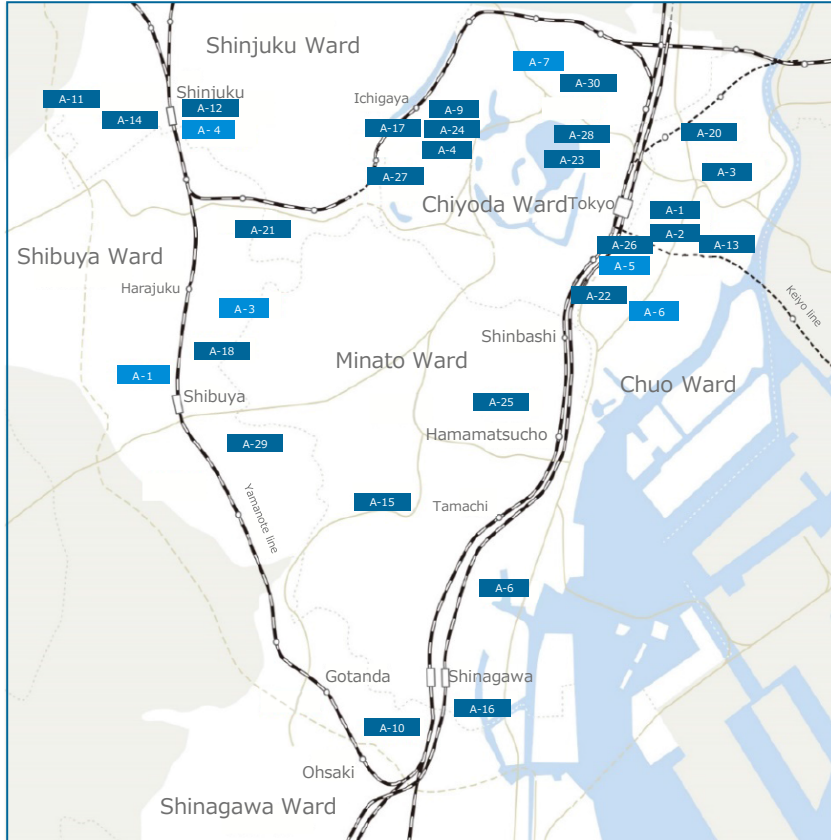 Shinjuku Ward
A-7
A-30
Shinjuku
A-11
A-14
A-12
A- 4
Ichigaya
A-9
A-17
A-24
A-4
A-27
A-28
A-23
A-20
A-3
Chiyoda Ward
Tokyo
A-1
A-2
A-13
A-26
A-5
A-21
Shibuya Ward
Harajuku
A-22
A-6
Keiyo line
A-3
A-18
Shinbashi
Minato Ward
A-1
Shibuya
Chuo Ward
A-25
Hamamatsucho
A-29
A-15
Tamachi
Yamanote line
A-6
Gotanda
Shinagawa
A-16
A-10
Ohsaki
Shinagawa Ward